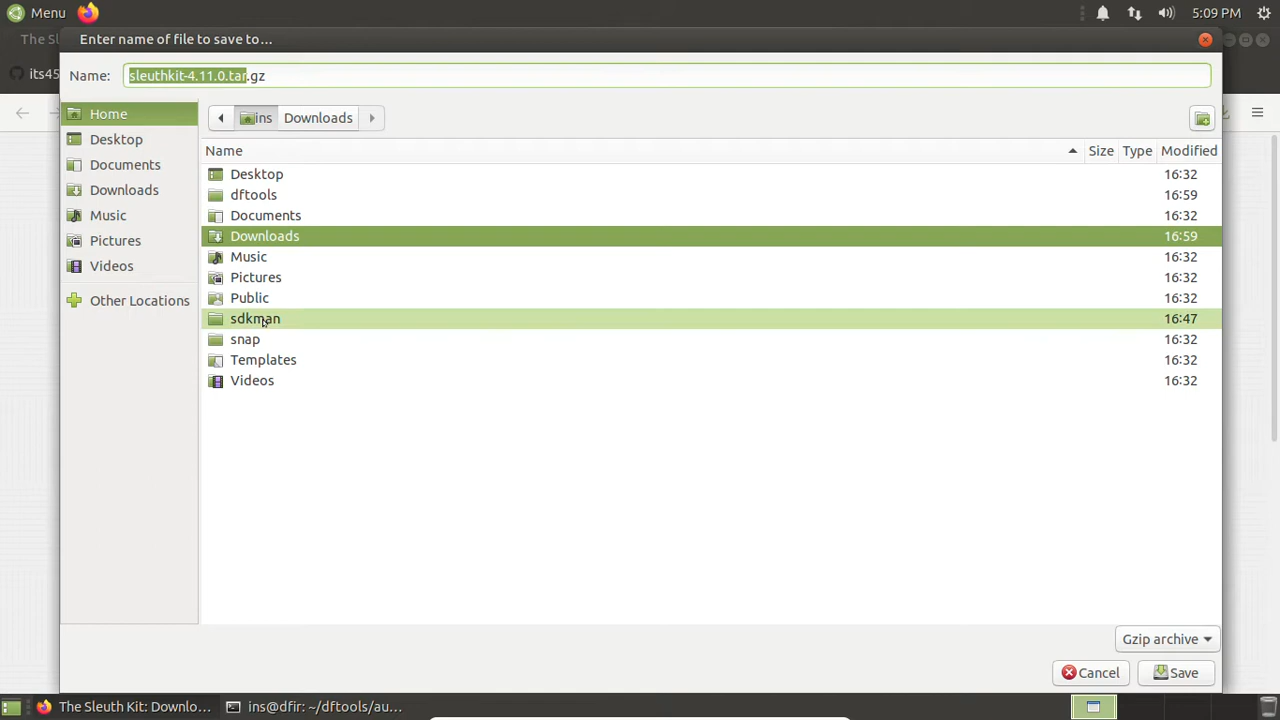 Menu 5:09 PM
The Sl Enter name of file to save to...
its45 Name: sleuthkit-4.11.0.tar.gz
Home ins Downloads
Desktop Name Size Type Modified
Documents Desktop 16:32
Downloads dftools 16:59
Music Documents 16:32
Pictures Downloads 16:59
Videos Music 16:32
Other Locations Pictures 16:32
Public 16:32
sdkman 16:47
snap 16:32
Templates 16:32
Videos 16:32
Gzip archive
Cancel Save
The Sleuth Kit: Downlo... ins@dfir: ~/dftools/au...